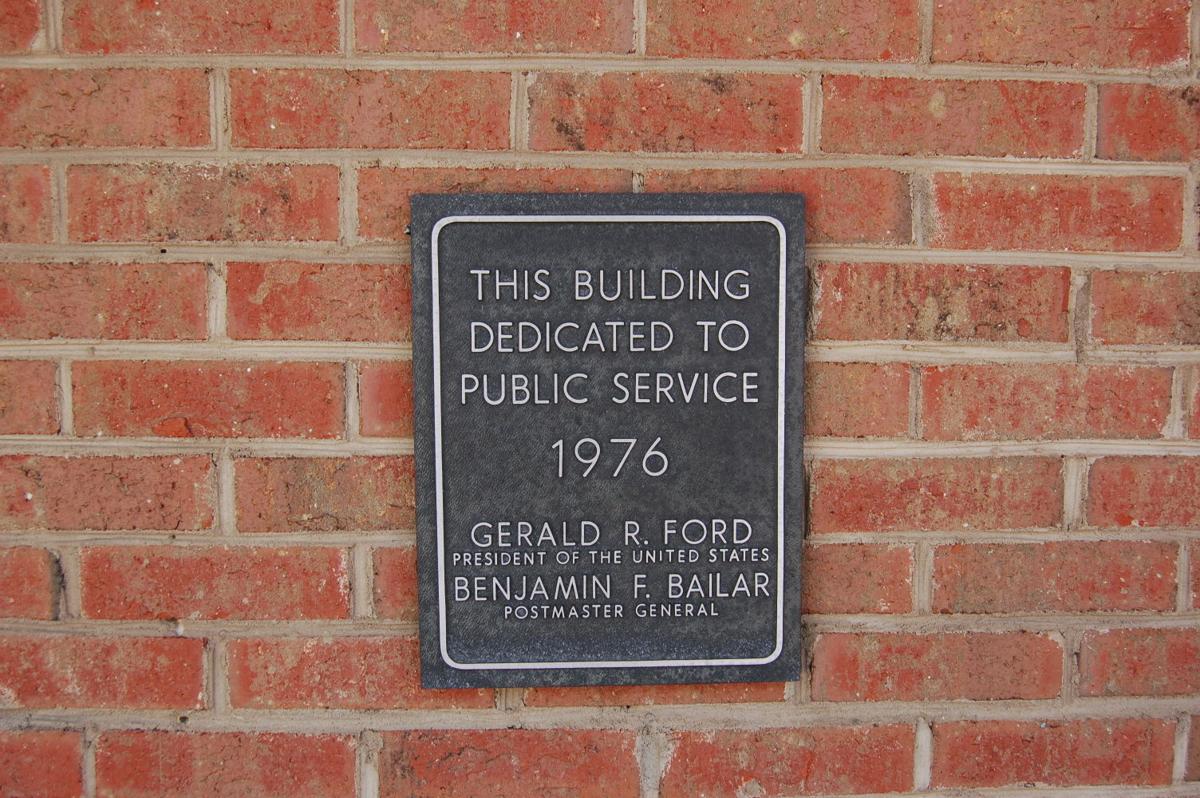 THIS BUILDING
DEDICATED TO
PUBLIC SERVICE
1976
GERALD R. FORD
PRESIDENT OF THE UNITED STATES
BENJAMIN F. BAILAR
POSTMASTER GENERAL